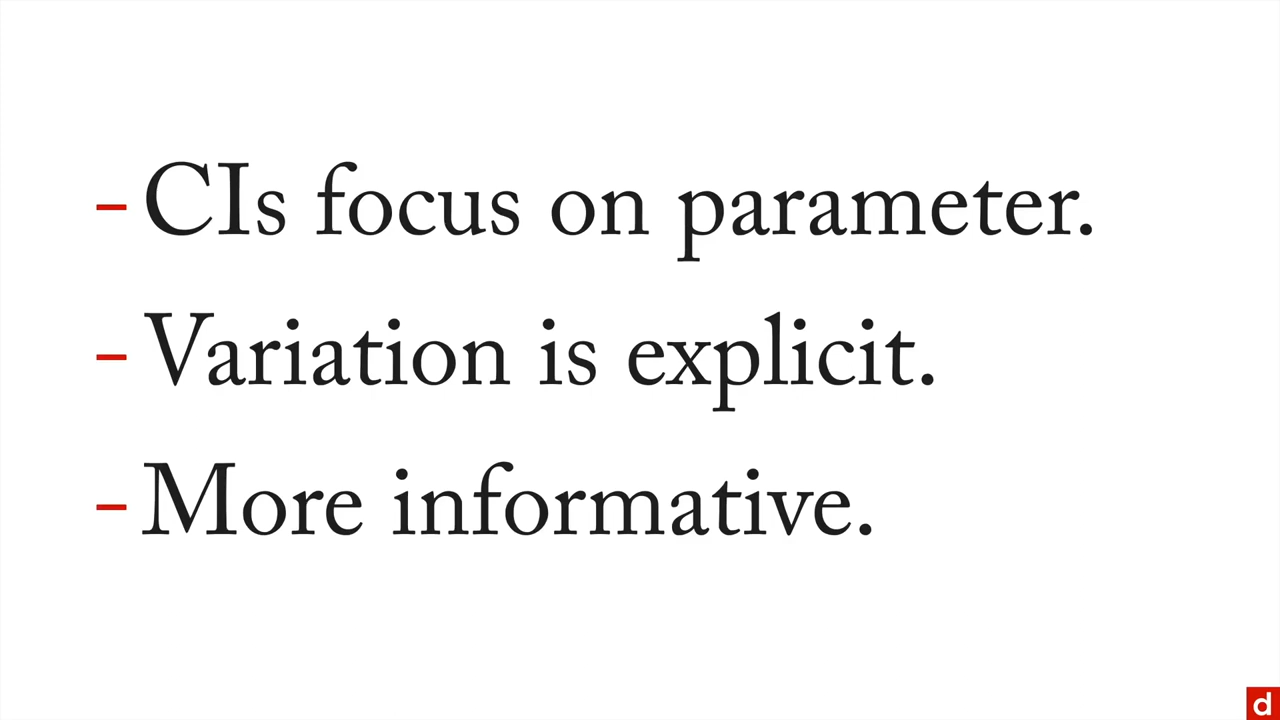 - CIs focus on parameter.
- Variation is explicit.
- More informative.
d